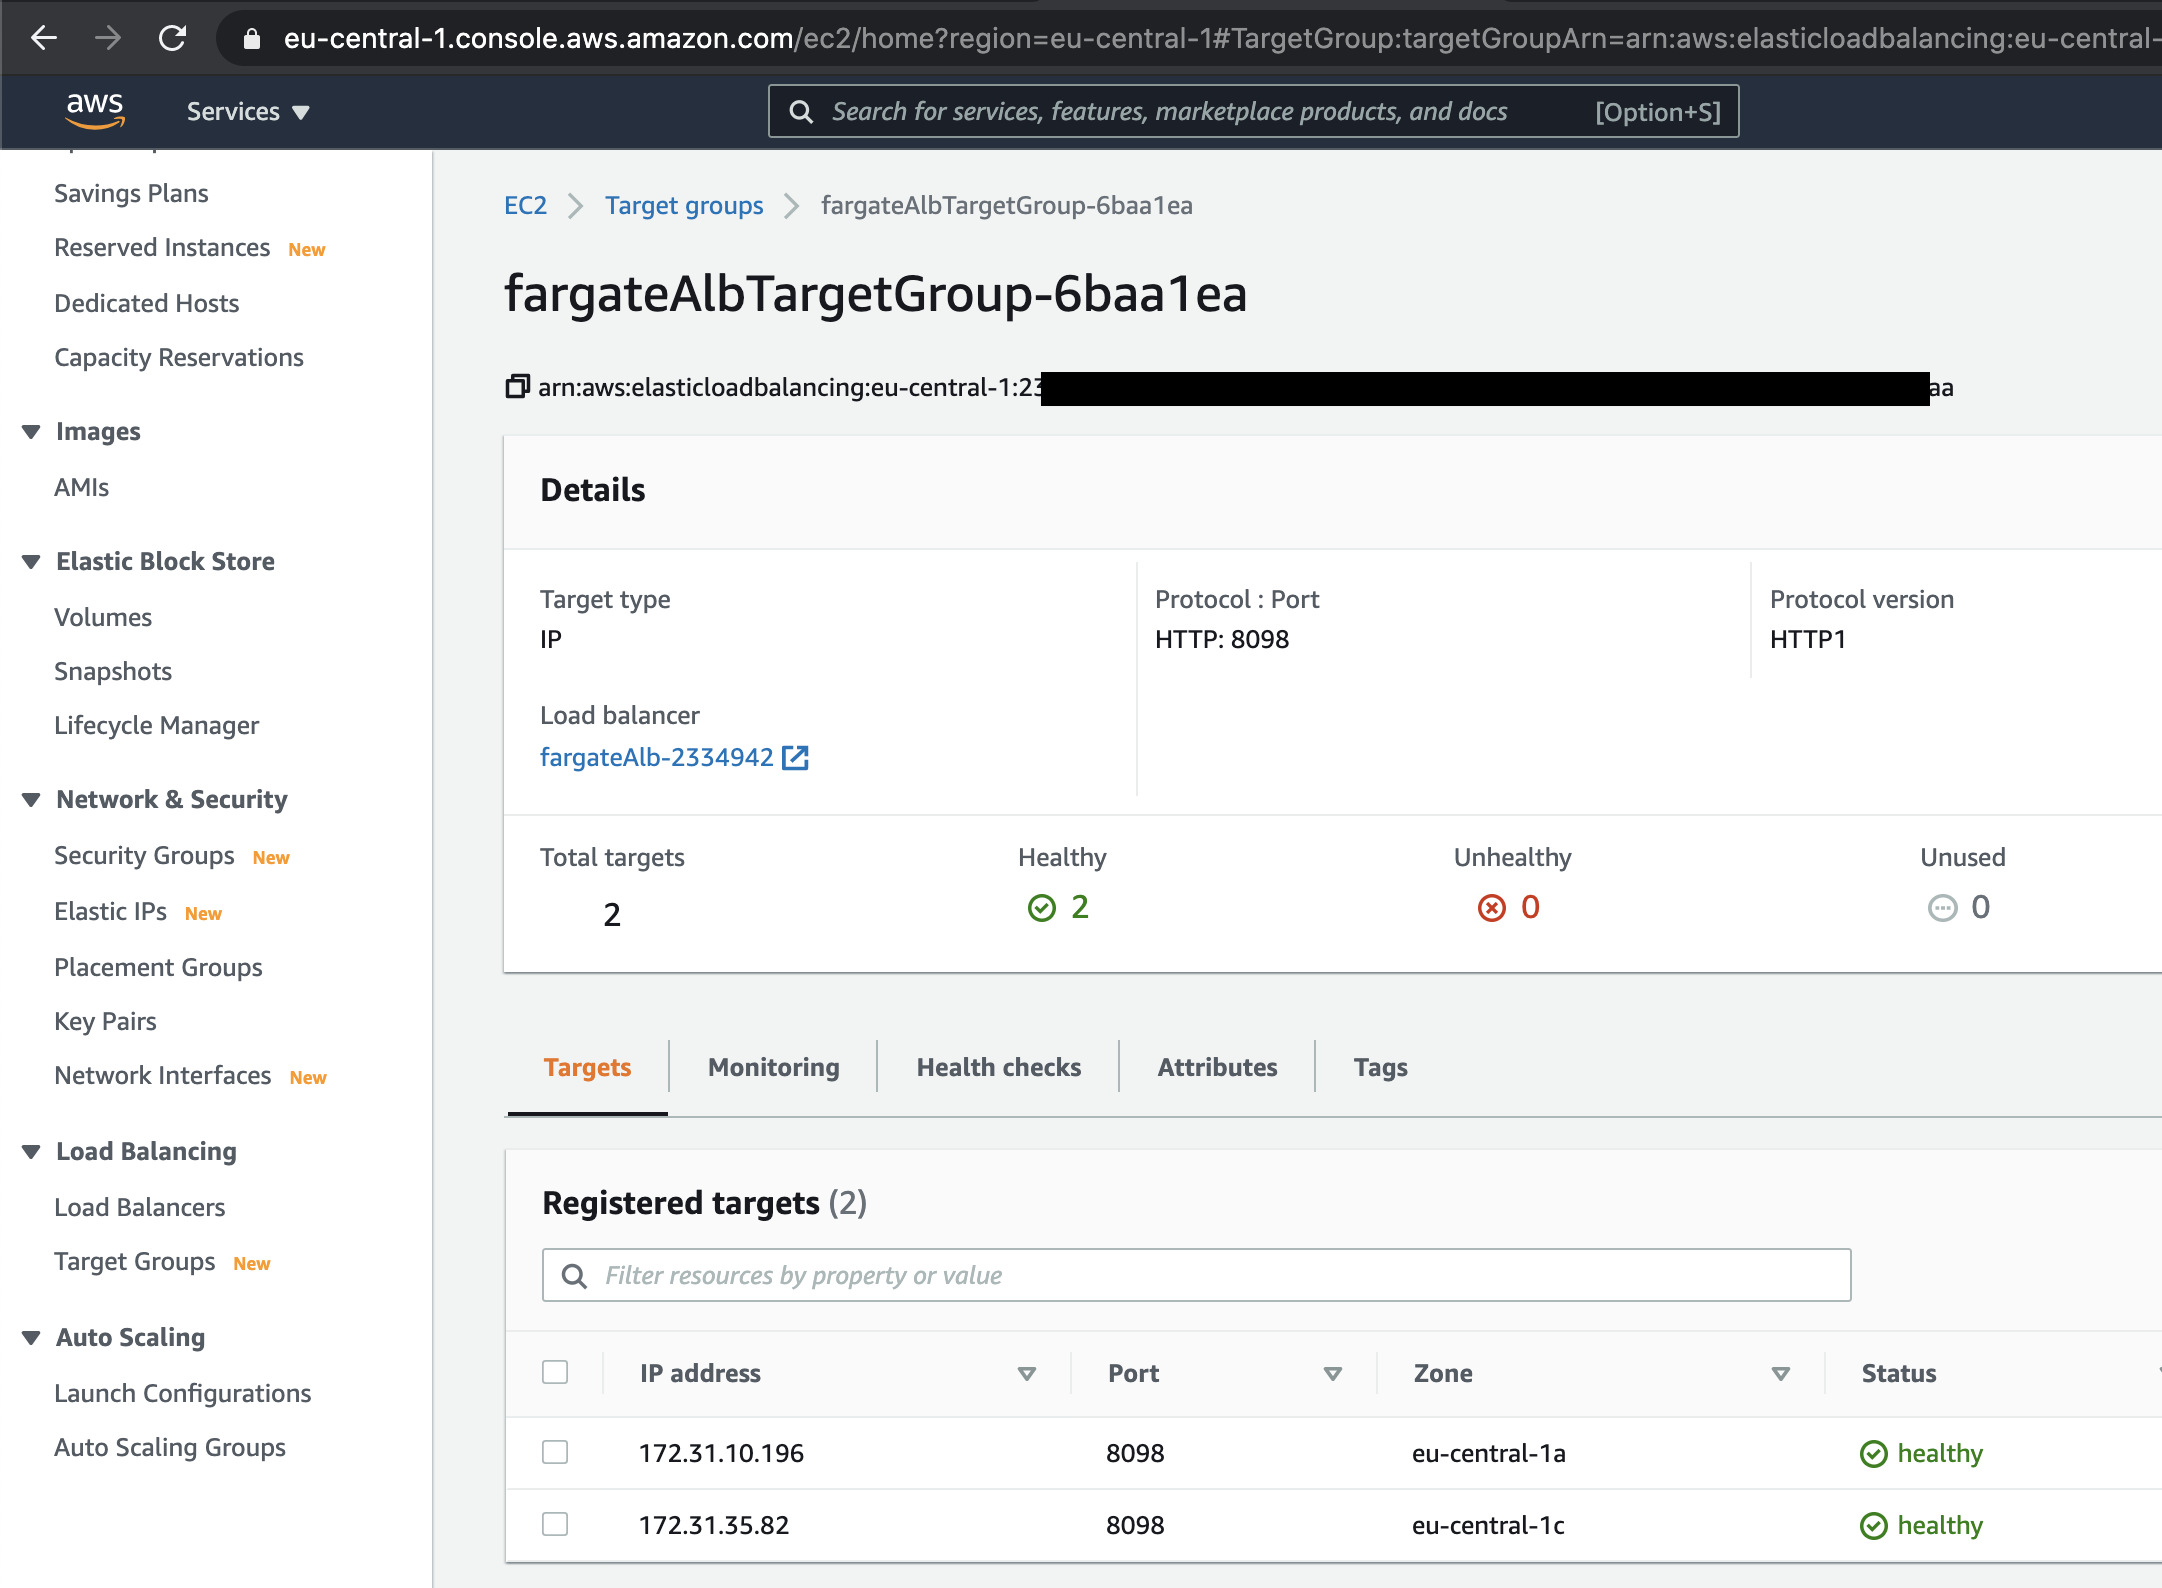 eu-central-1.console.aws.amazon.com/ec2/home?region=eu-central-1#TargetGroup:targetGroupArn=arn:aws:elasticloadbalancing:eu-central-
aws Services Search for services, features, marketplace products, and docs [Option+S]
Savings Plans
Reserved Instances New
Dedicated Hosts
Capacity Reservations
Images
AMIs
Elastic Block Store
Volumes
Snapshots
Lifecycle Manager
Network & Security
Security Groups New
Elastic IPs New
Placement Groups
Key Pairs
Network Interfaces New
Load Balancing
Load Balancers
Target Groups New
Auto Scaling
Launch Configurations
Auto Scaling Groups
EC2 Target groups fargateAlbTargetGroup-6baa1ea
fargateAlbTargetGroup-6baa1ea
arn:aws:elasticloadbalancing:eu-central-1:23 aa
Details
Target type
IP
Protocol : Port
HTTP: 8098
Protocol version
HTTP1
Load balancer
fargateAlb-2334942
Total targets
2
Healthy
2
Unhealthy
0
Unused
0
Targets Monitoring Health checks Attributes Tags
Registered targets (2)
Filter resources by property or value
IP address Port Zone Status
172.31.10.196 8098 eu-central-1a healthy
172.31.35.82 8098 eu-central-1c healthy